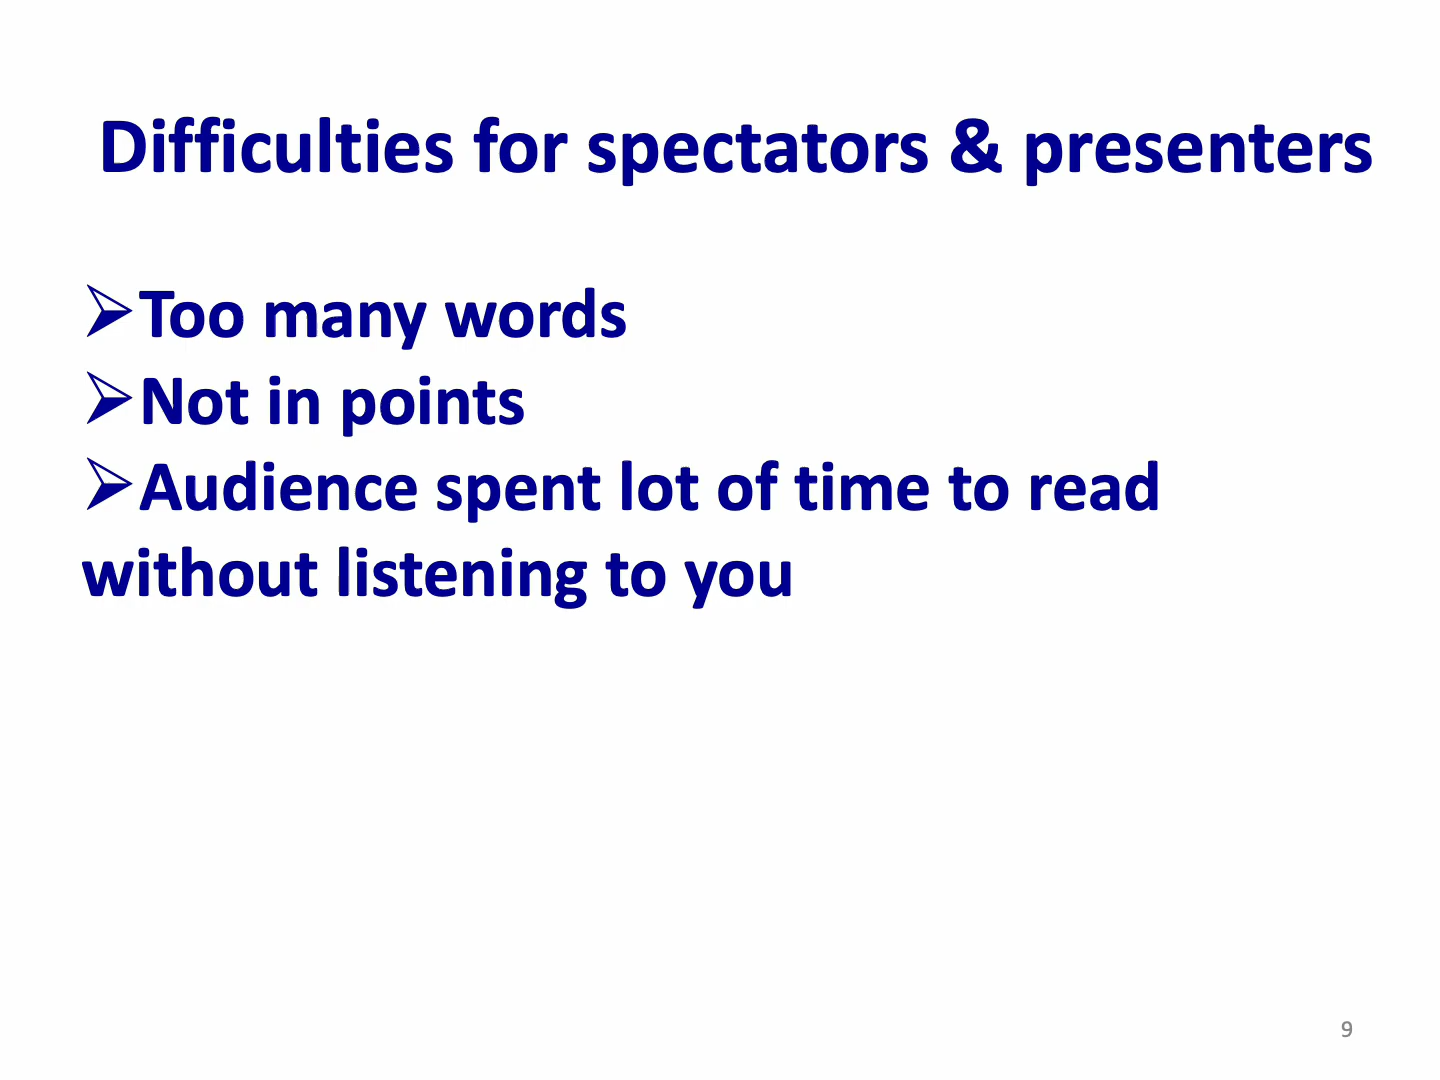 Difficulties for spectators & presenters
➢Too many words
➢Not in points
➢Audience spent lot of time to read
without listening to you
9